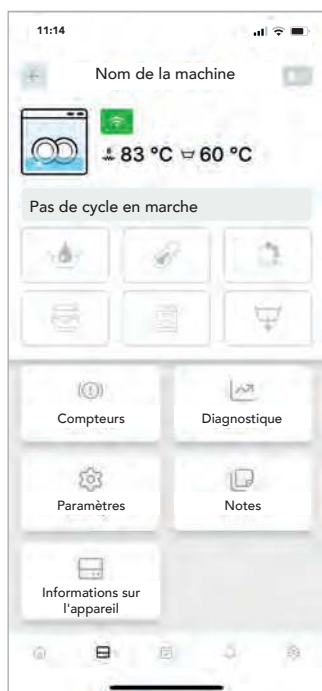 11:14
Nom de la machine
83 °C 60 °C
Pas de cycle en marche
Compteurs
Diagnostique
Paramètres
Notes
Informations sur
l'appareil